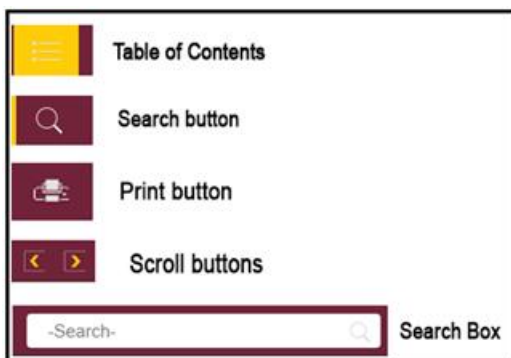 Table of Contents
Search button
Print button
Scroll buttons
-Search- Search Box